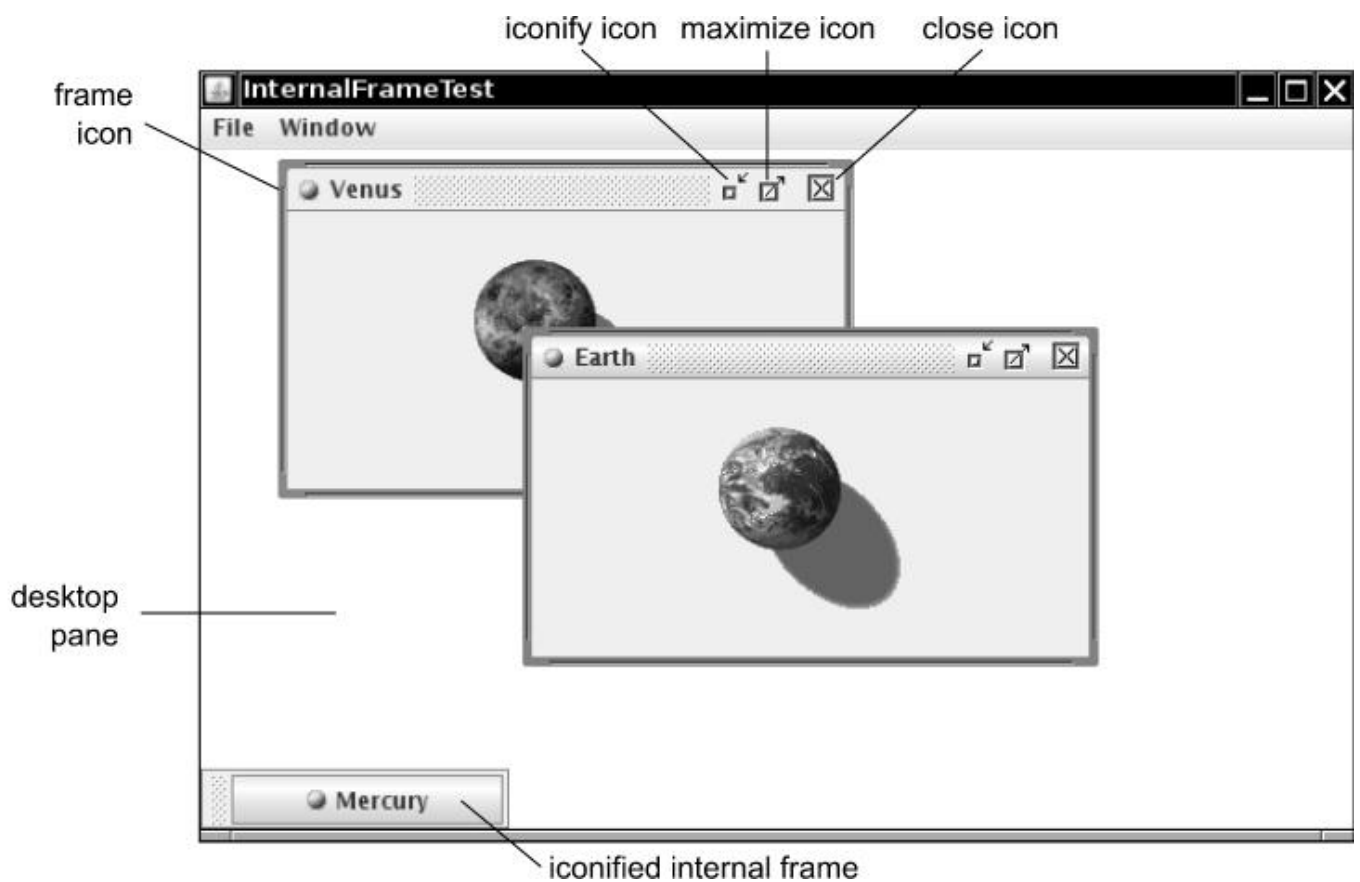 iconify icon maximize icon close icon
frame
icon
InternalFrameTest
File Window
Venus
Earth
desktop
pane
Mercury
iconified internal frame